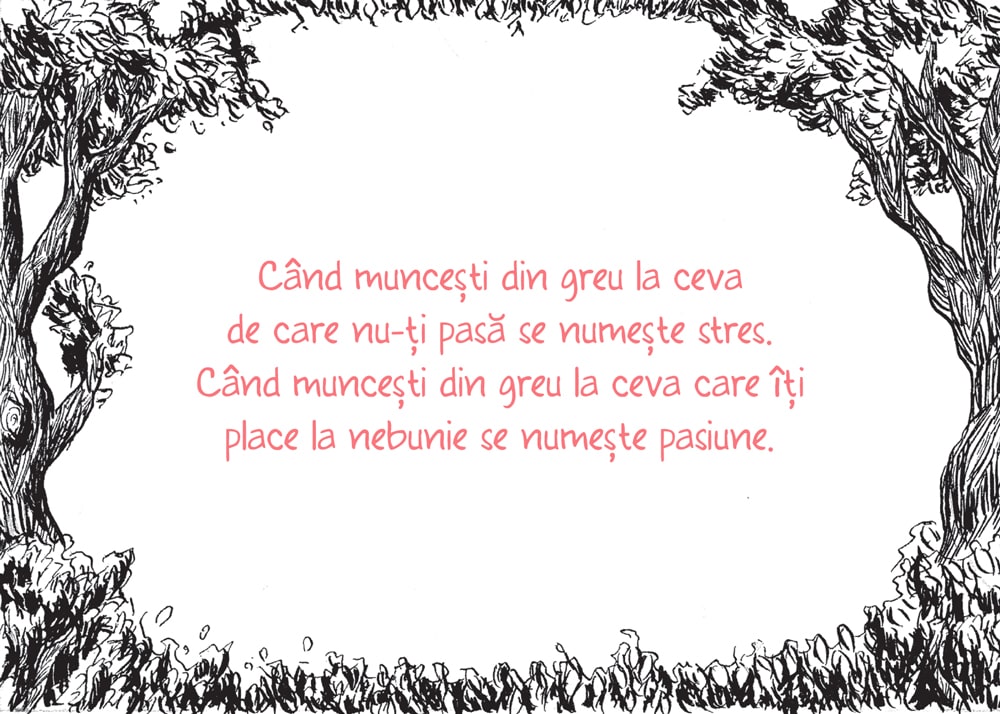 Când muncești din greu la ceva
de care nu-ți pasă se numește stres.
Când muncești din greu la ceva care îți
place la nebunie se numește pasiune.